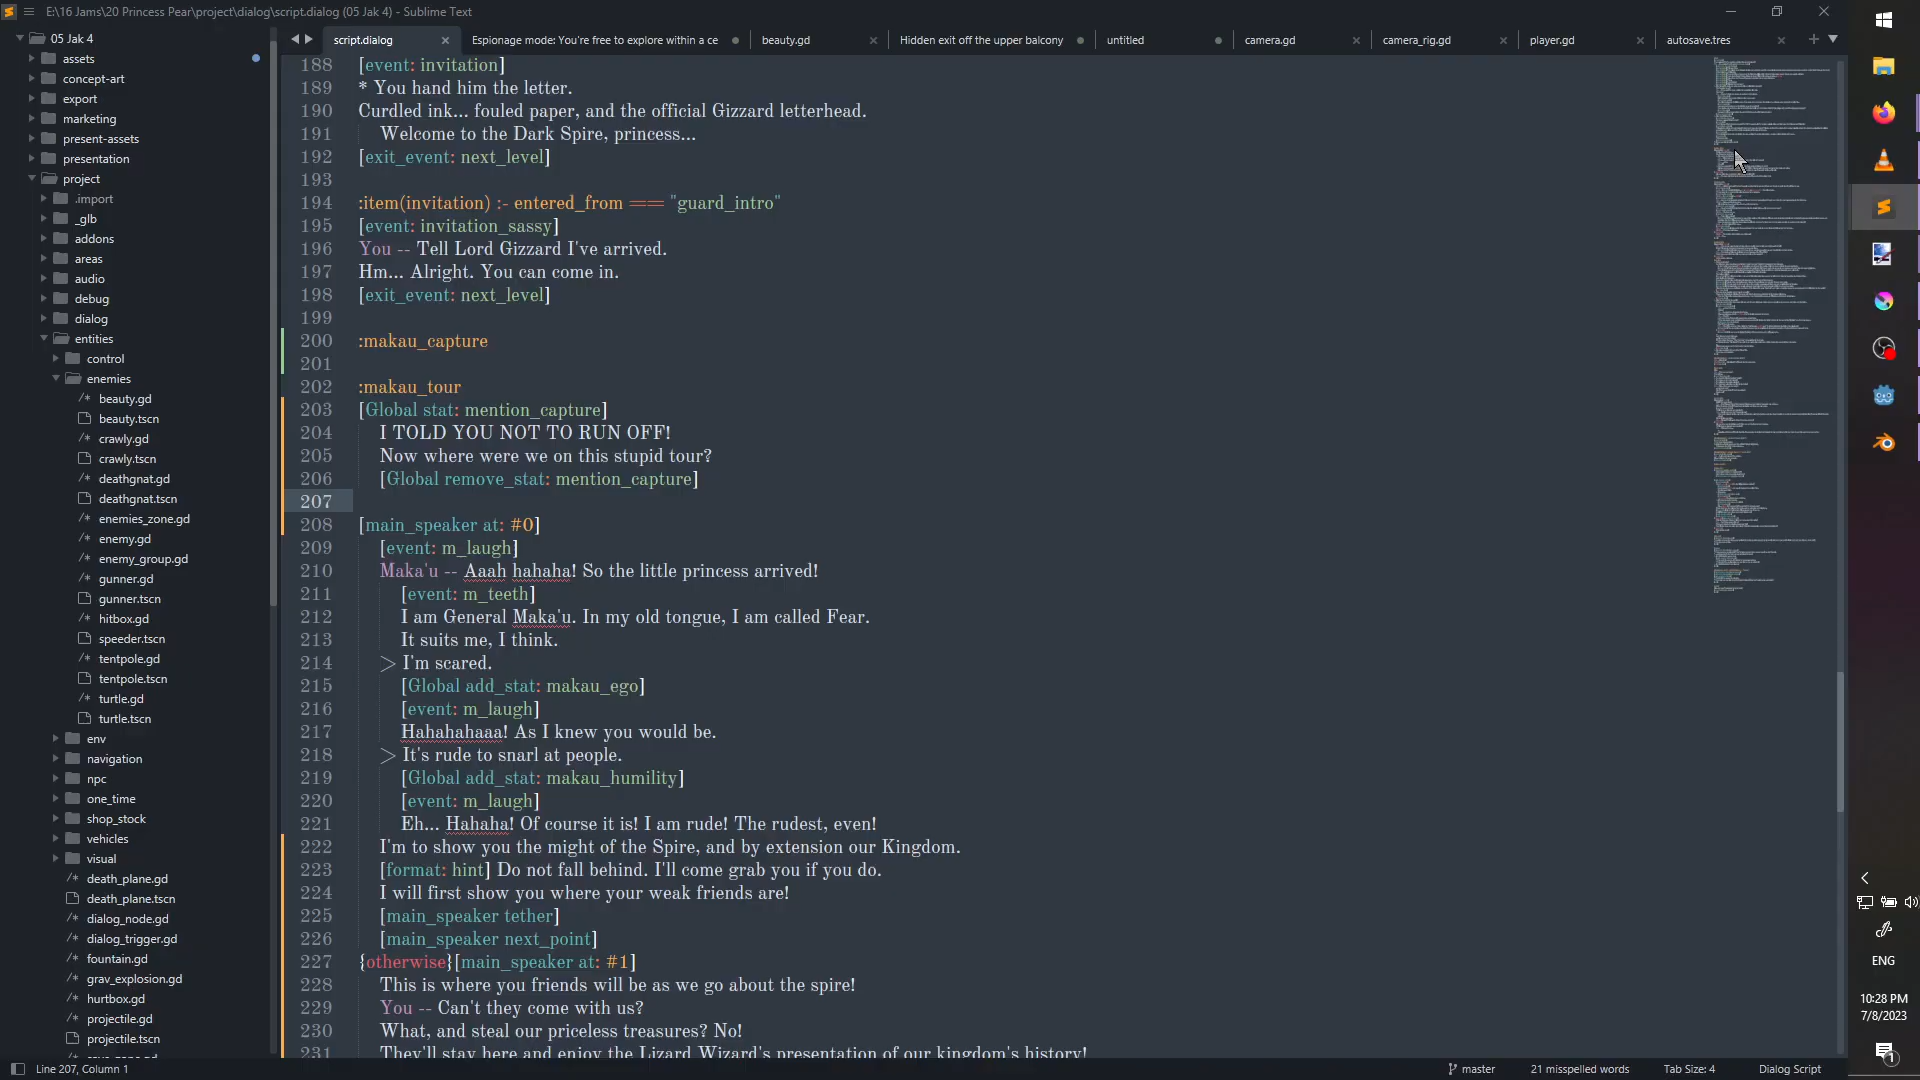 E:\16 Jams\20 Princess Pear\project\dialog\script.dialog (05 Jak 4) - Sublime Text
05 Jak 4
assets
concept-art
export
marketing
present-assets
presentation
project
.import
_glb
addons
areas
audio
debug
dialog
entities
control
enemies
beauty.gd
beauty.tscn
crawly.gd
crawly.tscn
deathgnat.gd
deathgnat.tscn
enemies_zone.gd
enemy.gd
enemy_group.gd
gunner.gd
gunner.tscn
hitbox.gd
speeder.tscn
tentpole.gd
tentpole.tscn
turtle.gd
turtle.tscn
env
navigation
npc
one_time
shop_stock
vehicles
visual
death_plane.gd
death_plane.tscn
dialog_node.gd
dialog_trigger.gd
fountain.gd
grav_explosion.gd
hurtbox.gd
projectile.gd
projectile.tscn
script.dialog
Espionage mode: You're free to explore within a ce
beauty.gd
Hidden exit off the upper balcony
untitled
camera.gd
camera_rig.gd
player.gd
autosave.tres
188 [event: invitation]
189 * You hand him the letter.
190 Curdled ink... fouled paper, and the official Gizzard letterhead.
191 Welcome to the Dark Spire, princess...
192 [exit_event: next_level]
193
194 :item(invitation) :- entered_from == "guard_intro"
195 [event: invitation_sassy]
196 You -- Tell Lord Gizzard I've arrived.
197 Hm... Alright. You can come in.
198 [exit_event: next_level]
199
200 :makau_capture
201
202 :makau_tour
203 [Global stat: mention_capture]
204 I TOLD YOU NOT TO RUN OFF!
205 Now where were we on this stupid tour?
206 [Global remove_stat: mention_capture]
207
208 [main_speaker at: #0]
209 [event: m_laugh]
210 Maka'u -- Aaah hahaha! So the little princess arrived!
211 [event: m_teeth]
212 I am General Maka'u. In my old tongue, I am called Fear.
213 It suits me, I think.
214 > I'm scared.
215 [Global add_stat: makau_ego]
216 [event: m_laugh]
217 Hahahahaaa! As I knew you would be.
218 > It's rude to snarl at people.
219 [Global add_stat: makau_humility]
220 [event: m_laugh]
221 Eh... Hahaha! Of course it is! I am rude! The rudest, even!
222 I'm to show you the might of the Spire, and by extension our Kingdom.
223 [format: hint] Do not fall behind. I'll come grab you if you do.
224 I will first show you where your weak friends are!
225 [main_speaker tether]
226 [main_speaker next_point]
227 {otherwise}[main_speaker at: #1]
228 This is where you friends will be as we go about the spire!
229 You -- Can't they come with us?
230 What, and steal our priceless treasures? No!
231 They'll stay here and enjoy the Lizard Wizard's presentation of our kingdom's history!
ENG
10:28 PM
7/8/2023
1
Line 207, Column 1
master
21 misspelled words
Tab Size: 4
Dialog Script